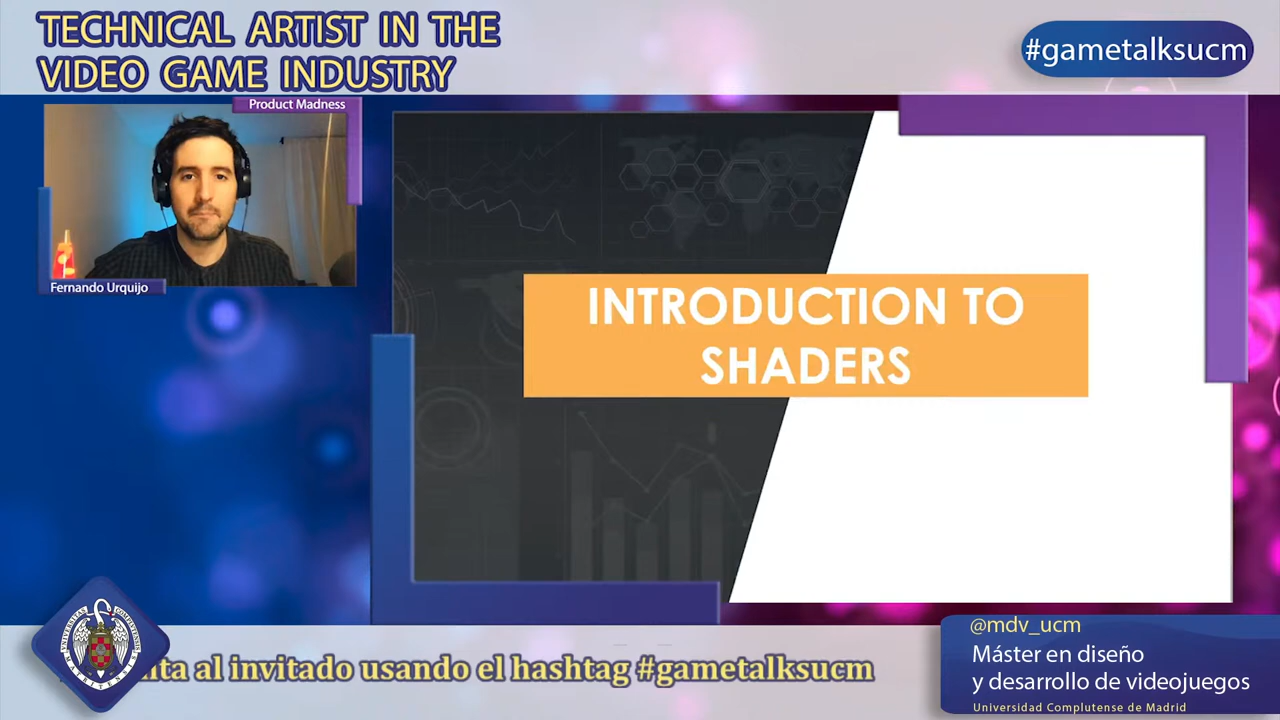 TECHNICAL ARTIST IN THE
VIDEO GAME INDUSTRY
#gametalksucm
Product Madness
Fernando Urquijo
INTRODUCTION TO
SHADERS
al invitado usando el hashtag #gametalksucm
@mdv_ucm
Máster en diseño
y desarrollo de videojuegos
Universidad Complutense de Madrid